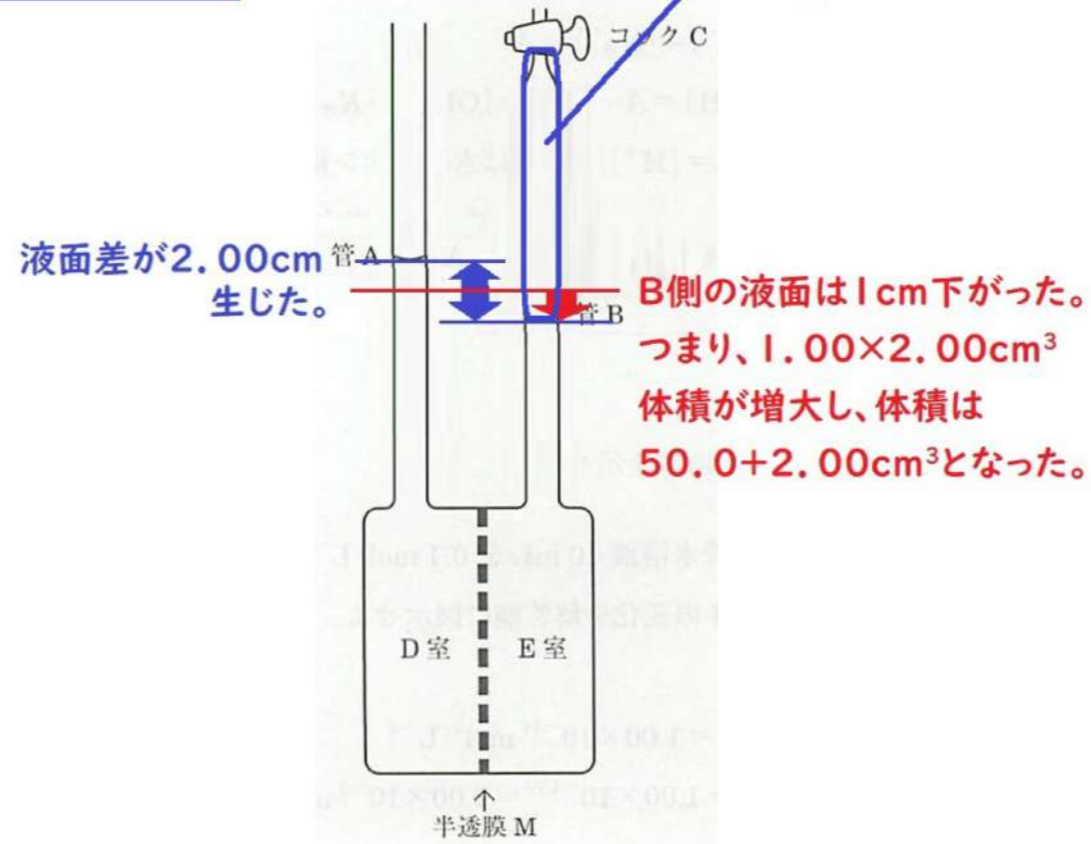 コックC
液面差が2.00cm
生じた。
管A
管B
B側の液面は1cm下がった。
つまり、1.00×2.00cm³
体積が増大し、体積は
50.0+2.00cm³となった。
D室
E室
↑
半透膜M